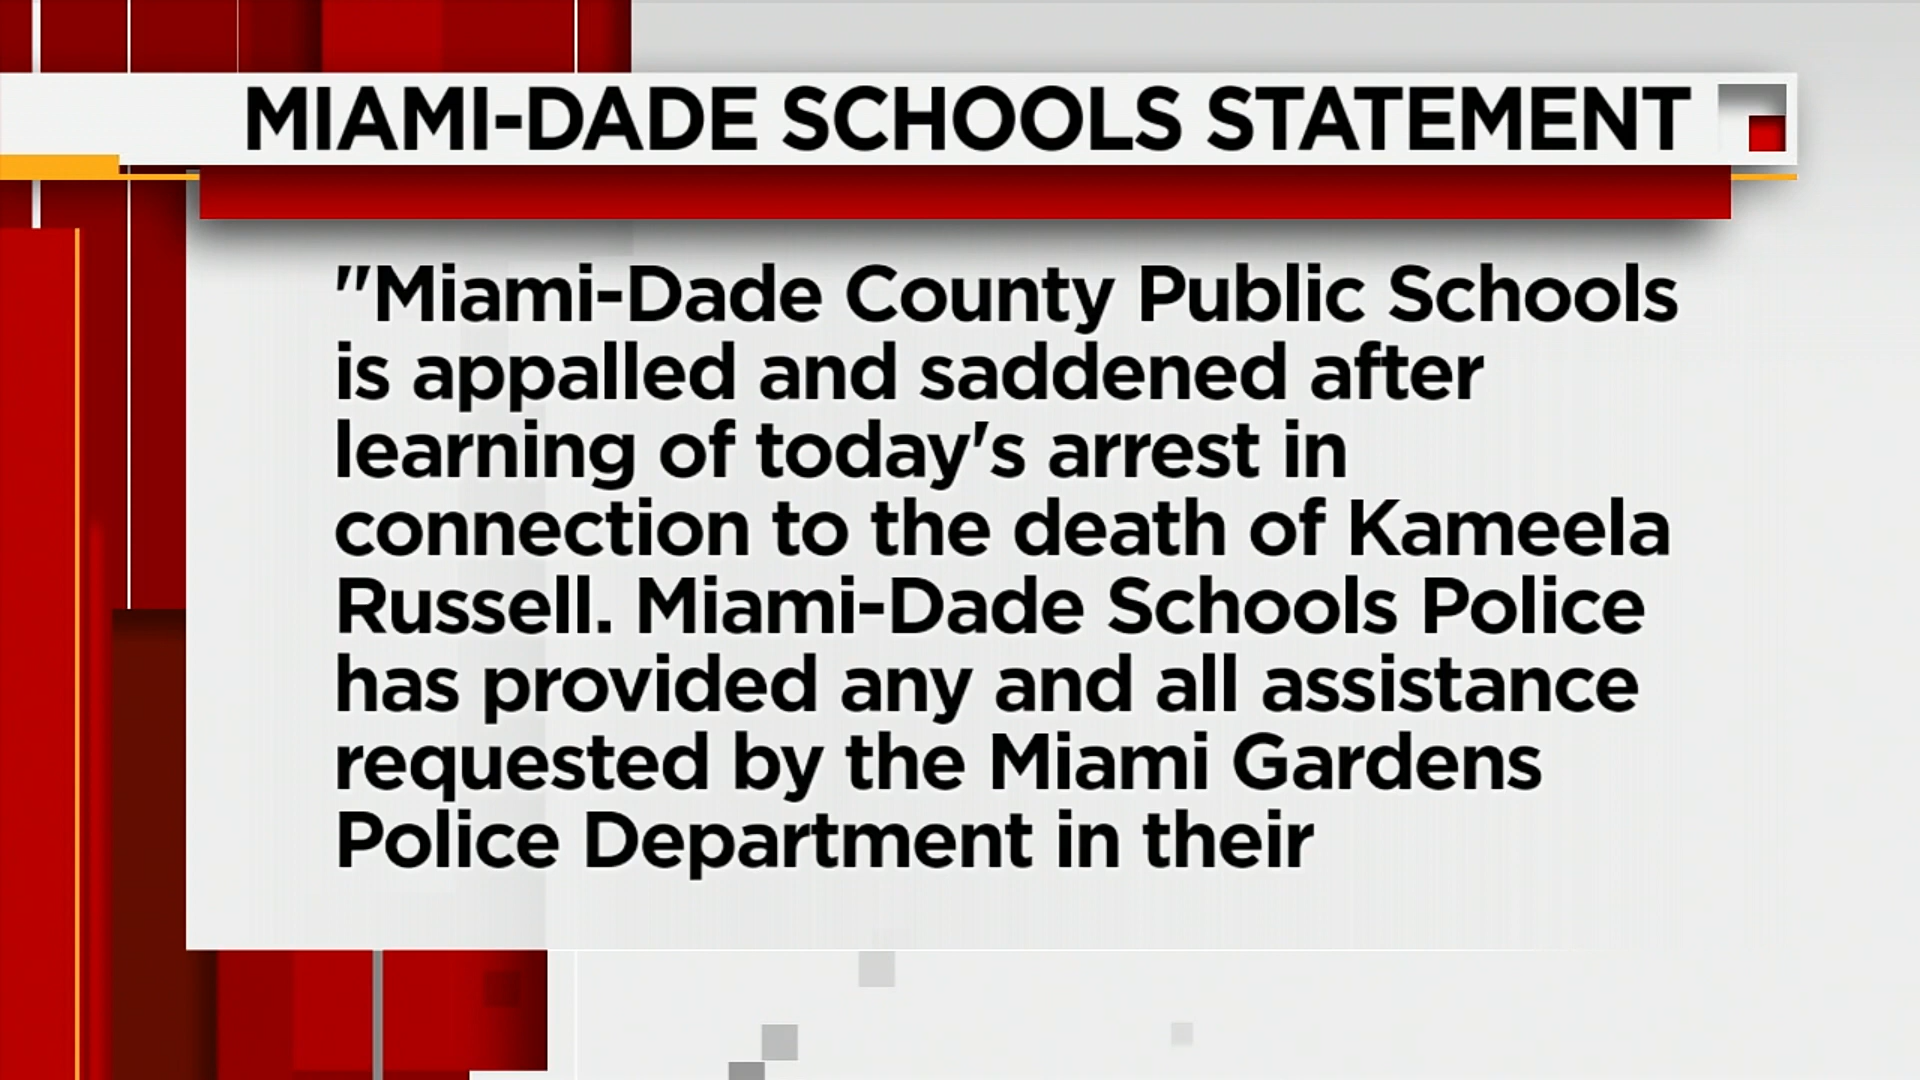 MIAMI-DADE SCHOOLS STATEMENT
"Miami-Dade County Public Schools
is appalled and saddened after
learning of today's arrest in
connection to the death of Kameela
Russell. Miami-Dade Schools Police
has provided any and all assistance
requested by the Miami Gardens
Police Department in their